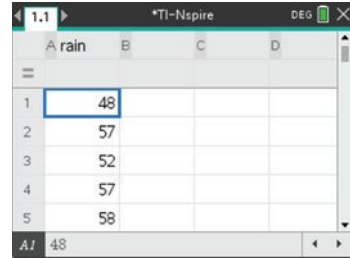 1.1 *TI-Nspire DEG
A rain B C D
=
1 48
2 57
3 52
4 57
5 58
A1 48